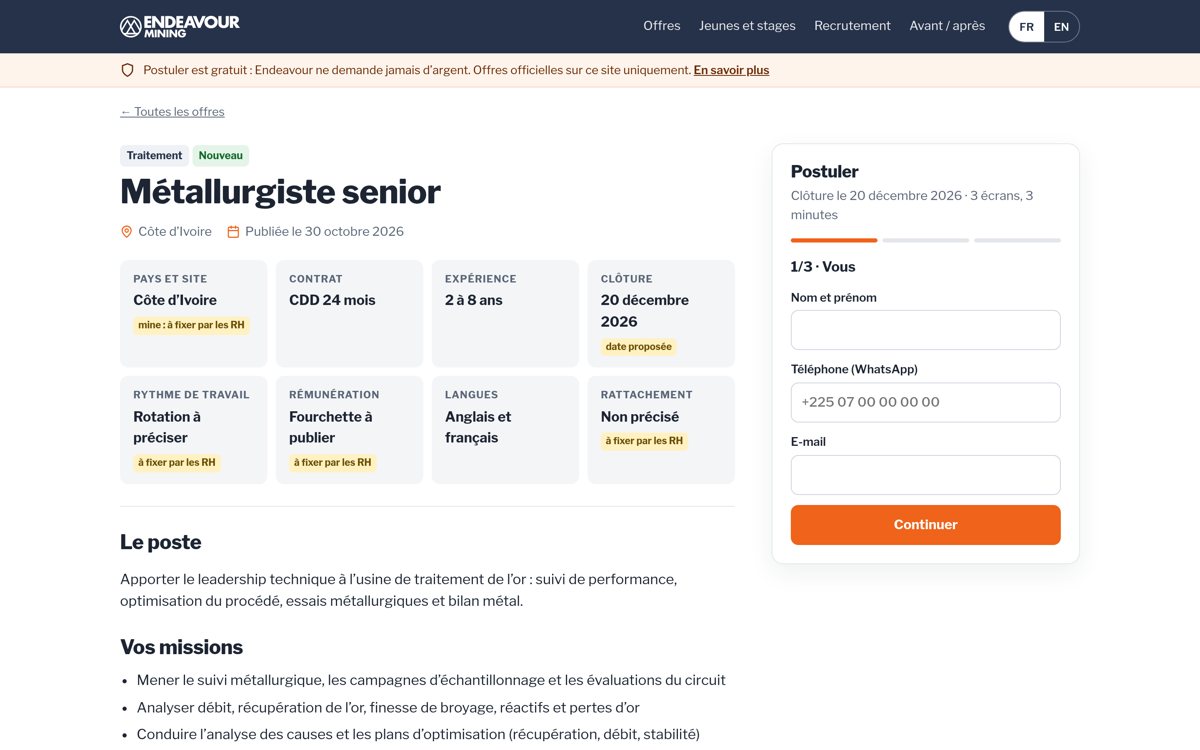 ENDEAVOUR
MINING
Offres
Jeunes et stages
Recrutement
Avant / après
FR
EN
Postuler est gratuit : Endeavour ne demande jamais d'argent. Offres officielles sur ce site uniquement. En savoir plus
← Toutes les offres
Traitement
Nouveau
Métallurgiste senior
Côte d'Ivoire
Publiée le 30 octobre 2026
PAYS ET SITE
Côte d'Ivoire
mine : à fixer par les RH
CONTRAT
CDD 24 mois
EXPÉRIENCE
2 à 8 ans
CLÔTURE
20 décembre
2026
date proposée
RYTHME DE TRAVAIL
Rotation à
préciser
à fixer par les RH
RÉMUNÉRATION
Fourchette à
publier
à fixer par les RH
LANGUES
Anglais et
français
RATTACHEMENT
Non précisé
à fixer par les RH
Le poste
Apporter le leadership technique à l'usine de traitement de l'or : suivi de performance,
optimisation du procédé, essais métallurgiques et bilan métal.
Vos missions
• Mener le suivi métallurgique, les campagnes d'échantillonnage et les évaluations du circuit
• Analyser débit, récupération de l'or, finesse de broyage, réactifs et pertes d'or
• Conduire l'analyse des causes et les plans d'optimisation (récupération, débit, stabilité)
Postuler
Clôture le 20 décembre 2026 · 3 écrans, 3
minutes
1/3 · Vous
Nom et prénom
Téléphone (WhatsApp)
+225 07 00 00 00 00
E-mail
Continuer